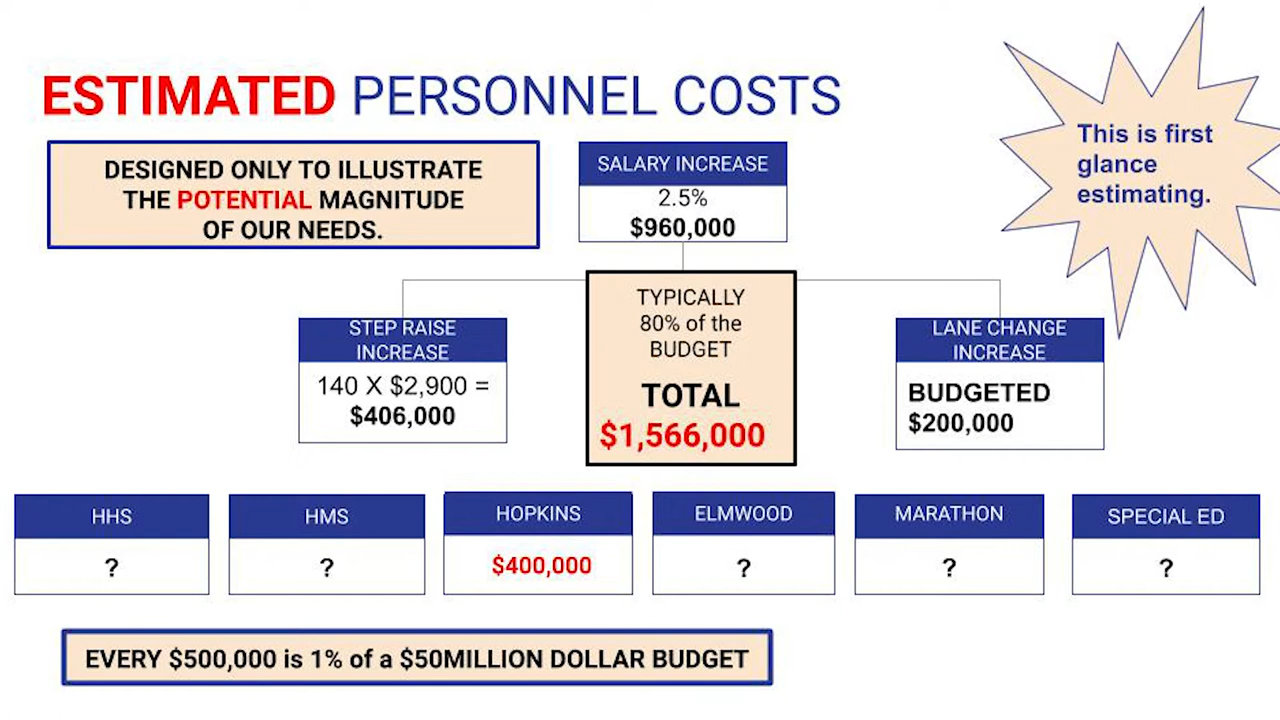 ESTIMATED PERSONNEL COSTS
DESIGNED ONLY TO ILLUSTRATE
THE POTENTIAL MAGNITUDE
OF OUR NEEDS.
SALARY INCREASE
2.5%
$960,000
This is first
glance
estimating.
STEP RAISE
INCREASE
140 X $2,900 =
$406,000
TYPICALLY
80% of the
BUDGET
TOTAL
$1,566,000
LANE CHANGE
INCREASE
BUDGETED
$200,000
HHS
?
HMS
?
HOPKINS
$400,000
ELMWOOD
?
MARATHON
?
SPECIAL ED
?
EVERY $500,000 is 1% of a $50MILLION DOLLAR BUDGET